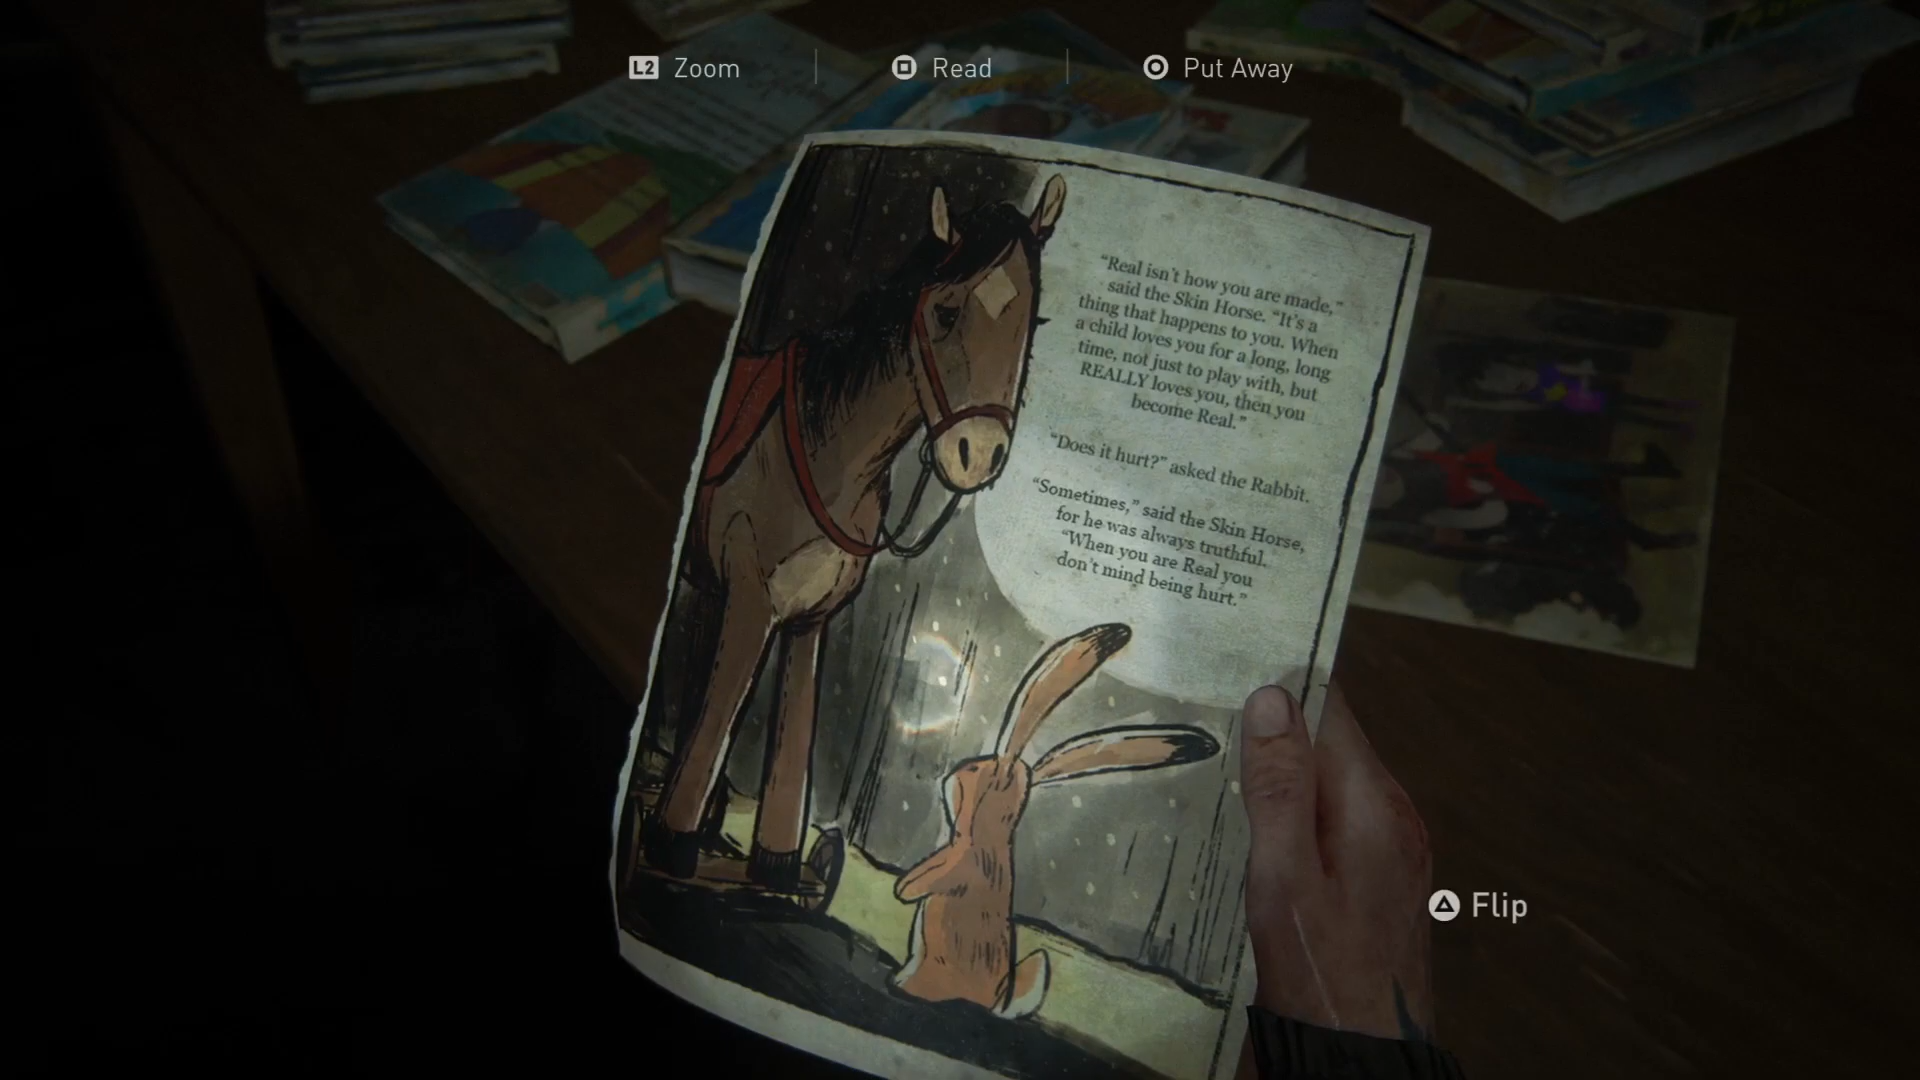 L2 Zoom
Read
Put Away
“Real isn’t how you are made,”
said the Skin Horse. “It’s a
thing that happens to you. When
a child loves you for a long, long
time, not just to play with, but
REALLY loves you, then you
become Real.”
“Does it hurt?” asked the Rabbit.
“Sometimes,” said the Skin Horse,
for he was always truthful.
“When you are Real you
don’t mind being hurt.”
Flip